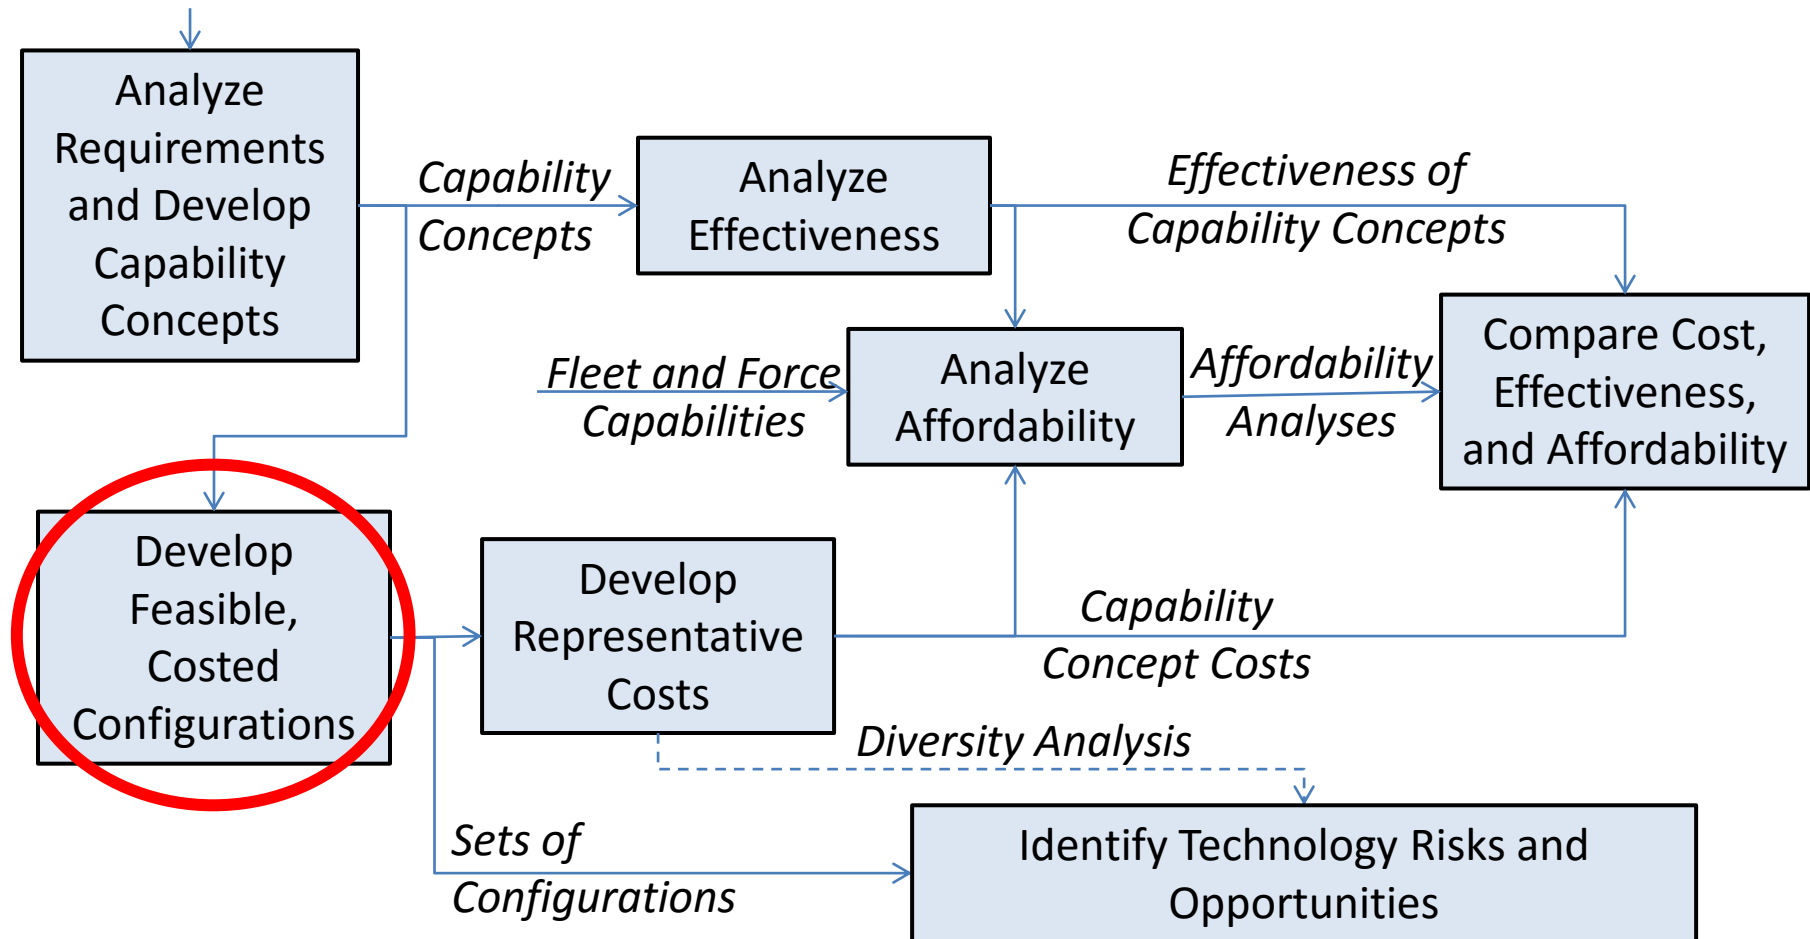 Analyze
Requirements
and Develop
Capability
Concepts
Capability
Concepts
Analyze
Effectiveness
Effectiveness of
Capability Concepts
Fleet and Force
Capabilities
Analyze
Affordability
Affordability
Analyses
Compare Cost,
Effectiveness,
and Affordability
Develop
Feasible,
Costed
Configurations
Develop
Representative
Costs
Capability
Concept Costs
Diversity Analysis
Sets of
Configurations
Identify Technology Risks and
Opportunities